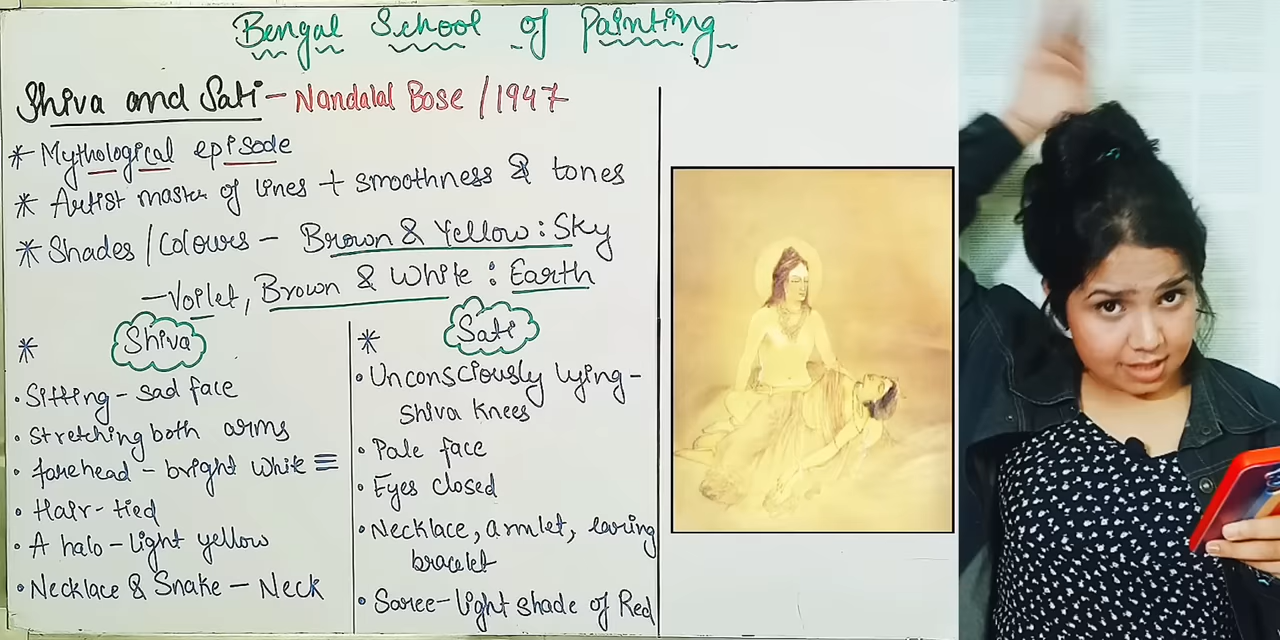 Bengal School of Painting
Shiva and Sati - Nandalal Bose / 1947
* Mythological episode
* Artist master of lines + smoothness & tones
* Shades / Colours - Brown & Yellow : Sky
- Voilet, Brown & White : Earth
* Shiva
• Sitting - sad face
• Stretching both arms
• forehead - bright white ≡
• Hair - tied
• A halo - light yellow
• Necklace & Snake - Neck
* Sati
• Unconsciously lying -
Shiva Knees
• Pale face
• Eyes closed
• Necklace, armlet, earing
bracelet
• Saree - light shade of Red